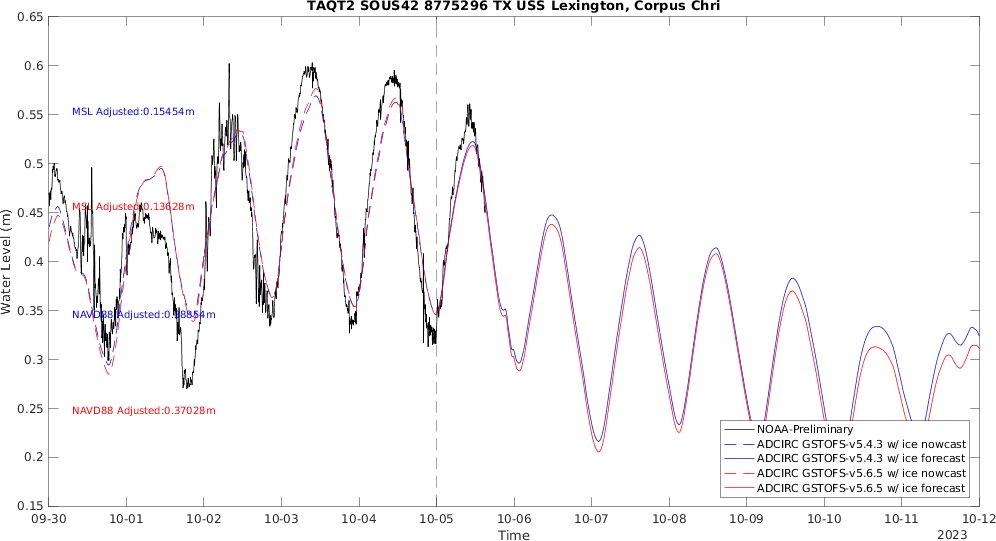 TAQT2 SOUS42 8775296 TX USS Lexington, Corpus Chri
0.65
0.6
0.55
0.5
0.45
0.4
0.35
0.3
0.25
0.2
0.15
Water Level (m)
MSL Adjusted:0.15454m
MSL Adjusted:0.13628m
NAVD88 Adjusted:0.38854m
NAVD88 Adjusted:0.37028m
NOAA-Preliminary
ADCIRC GSTOFS-v5.4.3 w/ ice nowcast
ADCIRC GSTOFS-v5.4.3 w/ ice forecast
ADCIRC GSTOFS-v5.6.5 w/ ice nowcast
ADCIRC GSTOFS-v5.6.5 w/ ice forecast
09-30 10-01 10-02 10-03 10-04 10-05 10-06 10-07 10-08 10-09 10-10 10-11 10-12
Time
2023